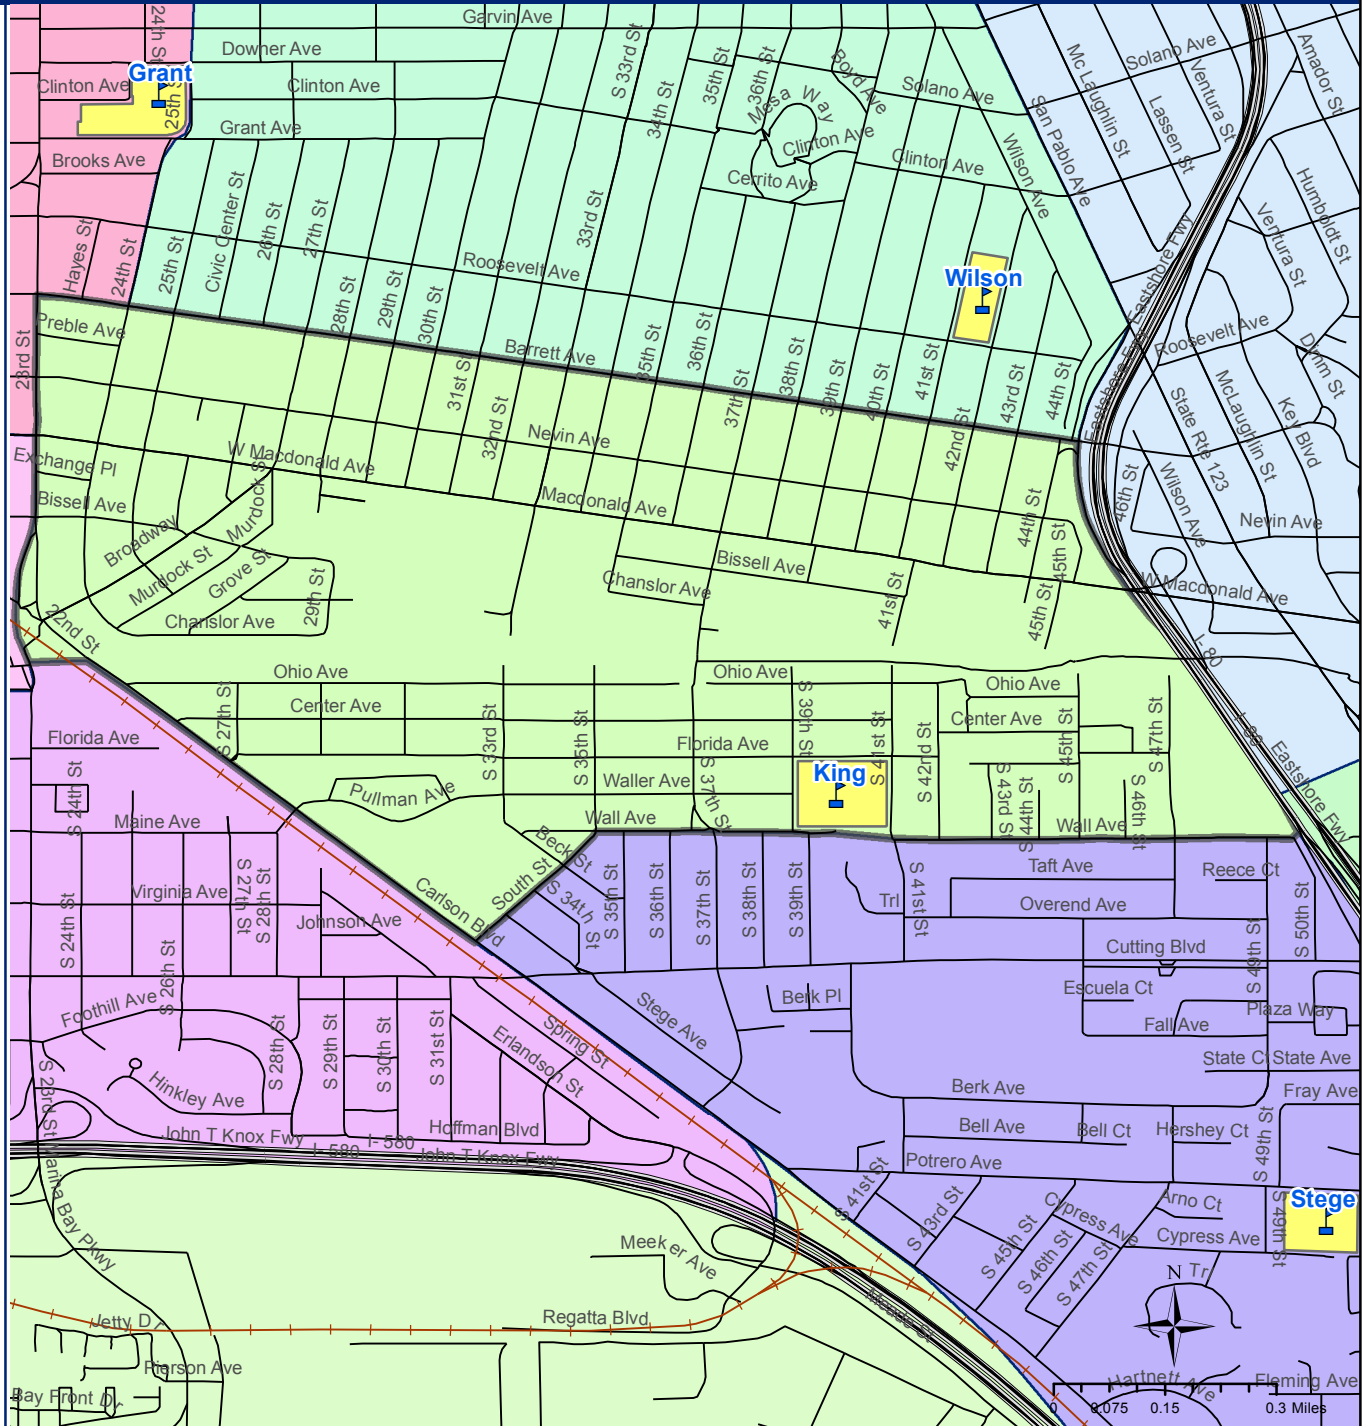 Garvin Ave
24th St
Downer Ave
S 33rd St
35th St
36th St
Boyd Ave
Solano Ave
Mc Laughlin St
Solano Ave
Ventura St
Amador St
Grant
Clinton Ave
25th S
Clinton Ave
34th St
Mesa Way
San Pablo Ave
Lassen St
Grant Ave
Clinton Ave
Clinton Ave
Wilson Ave
Brooks Ave
Cerrito Ave
Humboldt St
Hayes St
24th St
25th St
Civic Center St
26th St
27th St
33rd St
Ventura St
Eastshore Fwy
Roosevelt Ave
Wilson
28th St
29th St
30th St
Preble Ave
23rd St
Barrett Ave
35th St
36th St
38th St
39th St
40th St
41st St
43rd St
44th St
Eastshore Fwy
Roosevelt Ave
Dimm St
31st St
32nd St
37th St
42nd St
State Rte 123
McLaughlin St
Key Blvd
Nevin Ave
Exchange Pl
W Macdonald Ave
Bissell Ave
Murdock St
Macdonald Ave
44th St
46th St
Wilson Ave
Nevin Ave
Broadway
Murdock St
Grove St
29th St
Bissell Ave
45th St
Chanslor Ave
41st St
45th St
W Macdonald Ave
22nd St
Chanslor Ave
I- 80
Ohio Ave
Ohio Ave
Ohio Ave
S 27th St
Center Ave
S 33rd St
S 35th St
S 39th St
S 41st St
S 42nd St
Center Ave
S 45th St
S 47th St
I- 80
Florida Ave
Florida Ave
Eastshore Fwy
S 24th St
Pullman Ave
Waller Ave
S 37th St
King
S 43rd St
S 44th St
S 46th St
Maine Ave
Wall Ave
Wall Ave
Beck St
South St
Taft Ave
Reece Ct
Virginia Ave
S 27th St
S 28th St
Carlson Blvd
S 34th St
S 35th St
S 36th St
S 37th St
S 38th St
S 39th St
Trl
S 41st St
Overend Ave
S 50th St
S 24th St
Johnson Ave
Cutting Blvd
S 49th St
S 26th St
Foothill Ave
Stege Ave
Berk Pl
Escuela Ct
Plaza Way
S 28th St
S 29th St
S 30th St
S 31st St
Spring St
Erlandson St
Fall Ave
State Ct
State Ave
Hinkley Ave
Berk Ave
Fray Ave
S 23rd St
Hoffman Blvd
Bell Ave
Bell Ct
Hershey Ct
S 49th St
John T Knox Fwy
I- 580
I- 580
John T Knox Fwy
Potrero Ave
Marina Bay Pkwy
S 41st St
S 43rd St
Arno Ct
Stege
S 45th St
Cypress Ave
Cypress Ave
S 49th St
Meeker Ave
S 46th St
S 47th St
N
Tr
Jetty Dr
Regatta Blvd
Meade St
Pierson Ave
Hartnett Ave
Fleming Ave
Bay Front Dr
0
0.075
0.15
0.3 Miles